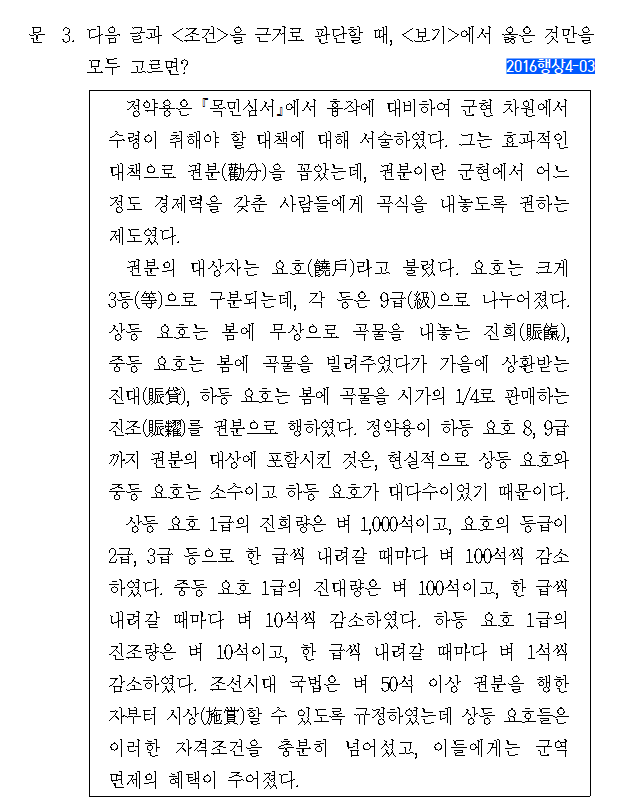 문 3. 다음 글과 <조건>을 근거로 판단할 때, <보기>에서 옳은 것만을
모두 고르면?
2016행상4-03
정약용은 『목민심서』에서 흉작에 대비하여 군현 차원에서
수령이 취해야 할 대책에 대해 서술하였다. 그는 효과적인
대책으로 권분(勸分)을 꼽았는데, 권분이란 군현에서 어느
정도 경제력을 갖춘 사람들에게 곡식을 내놓도록 권하는
제도였다.
권분의 대상자는 요호(饒戶)라고 불렀다. 요호는 크게
3등(等)으로 구분되는데, 각 등은 9급(級)으로 나누어졌다.
상등 요호는 봄에 무상으로 곡물을 내놓는 진희(賑餼),
중등 요호는 봄에 곡물을 빌려주었다가 가을에 상환받는
진대(賑貸), 하등 요호는 봄에 곡물을 시가의 1/4로 판매하는
진조(賑糶)를 권분으로 행하였다. 정약용이 하등 요호 8, 9급
까지 권분의 대상에 포함시킨 것은, 현실적으로 상등 요호와
중등 요호는 소수이고 하등 요호가 대다수이었기 때문이다.
상등 요호 1급의 진희량은 벼 1,000석이고, 요호의 등급이
2급, 3급 등으로 한 급씩 내려갈 때마다 벼 100석씩 감소
하였다. 중등 요호 1급의 진대량은 벼 100석이고, 한 급씩
내려갈 때마다 벼 10석씩 감소하였다. 하등 요호 1급의
진조량은 벼 10석이고, 한 급씩 내려갈 때마다 벼 1석씩
감소하였다. 조선시대 국법은 벼 50석 이상 권분을 행한
자부터 시상(施賞)할 수 있도록 규정하였는데 상등 요호들은
이러한 자격조건을 충분히 넘어섰고, 이들에게는 군역
면제의 혜택이 주어졌다.